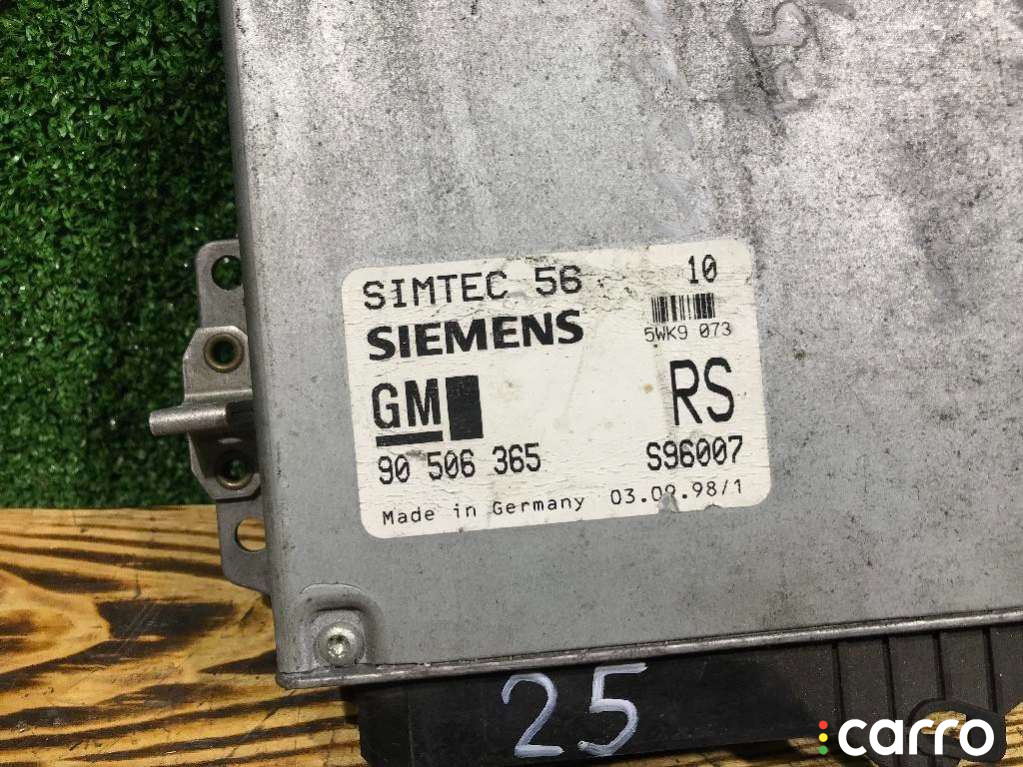 SIMTEC 56 10
SIEMENS 5WK9 073
GM RS
90 506 365 S96007
Made in Germany 03.09.98/1
25
carro